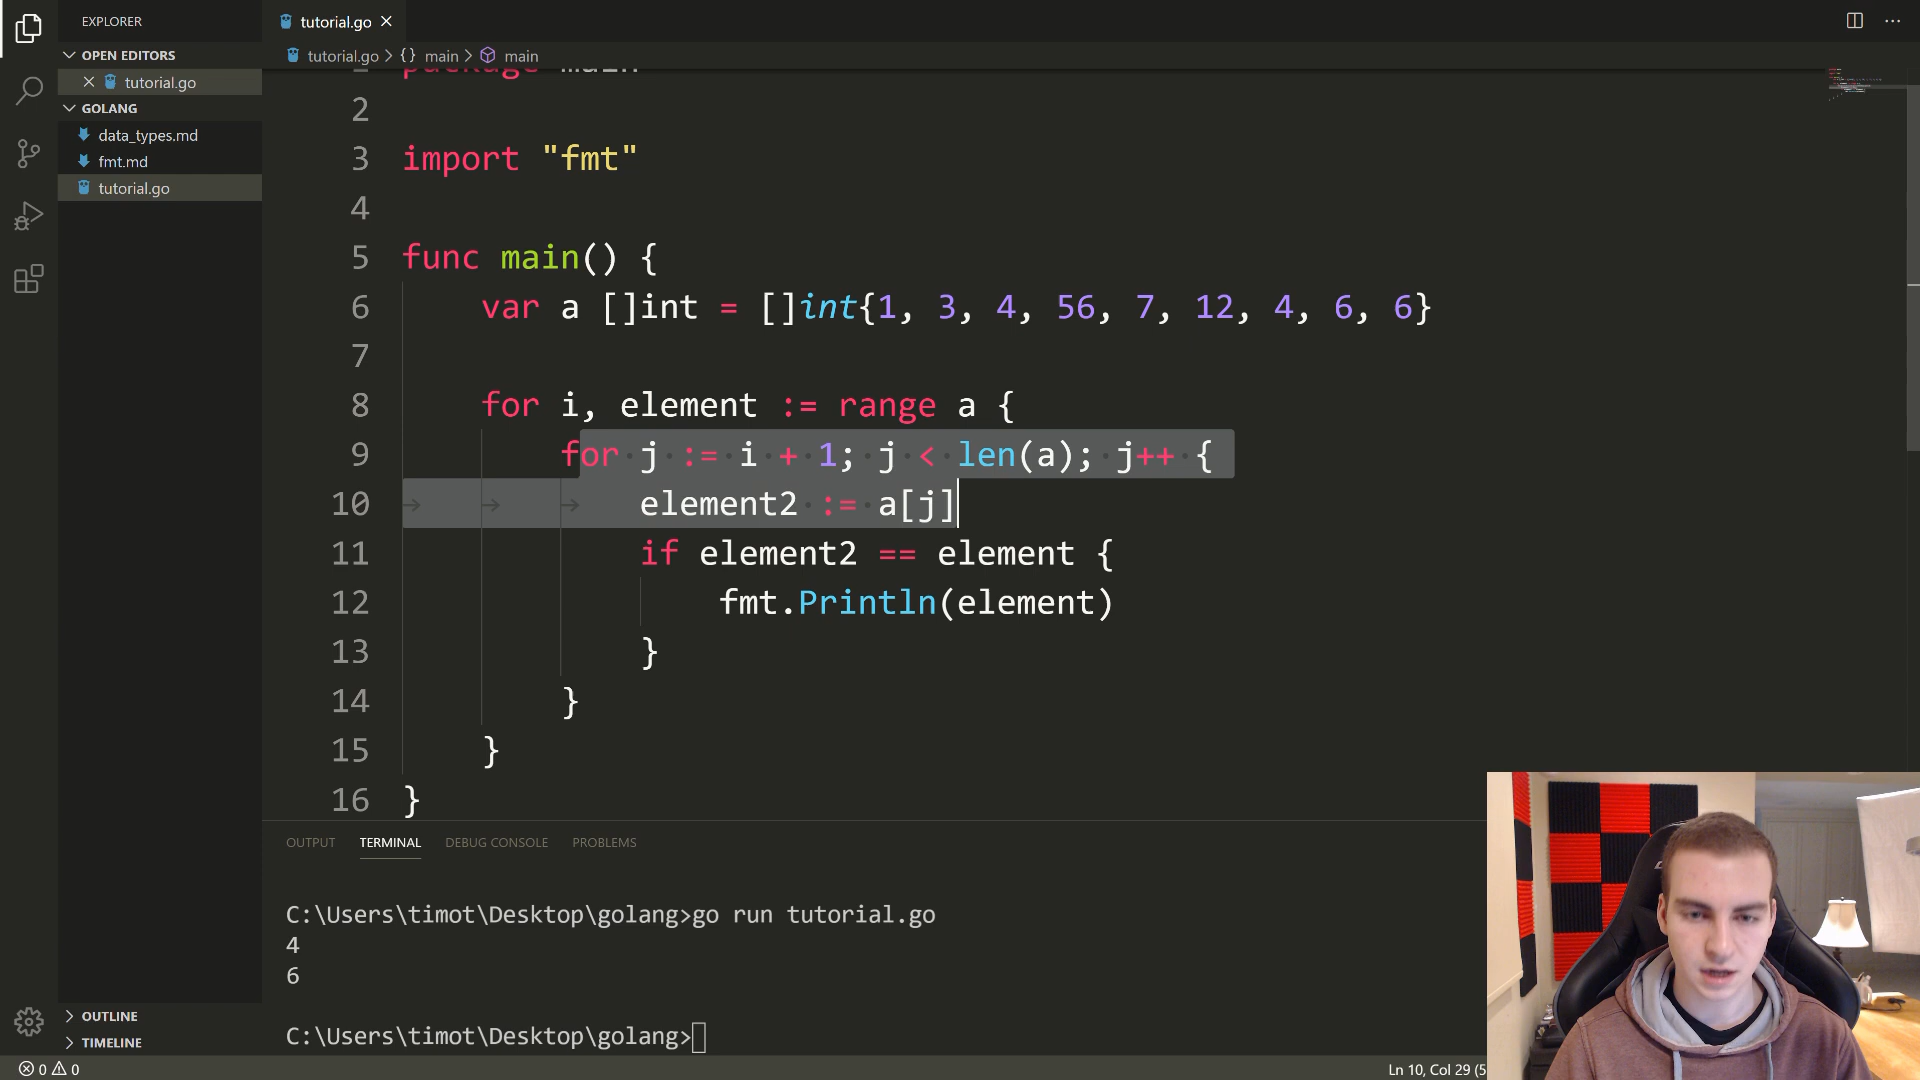 EXPLORER
OPEN EDITORS
tutorial.go
GOLANG
data_types.md
fmt.md
tutorial.go
OUTLINE
TIMELINE
tutorial.go
tutorial.go > {} main > main
package main
2
3 import "fmt"
4
5 func main() {
6 var a []int = []int{1, 3, 4, 56, 7, 12, 4, 6, 6}
7
8 for i, element := range a {
9 for j := i + 1; j < len(a); j++ {
10 element2 := a[j]
11 if element2 == element {
12 fmt.Println(element)
13 }
14 }
15 }
16 }
OUTPUT TERMINAL DEBUG CONSOLE PROBLEMS
C:\Users\timot\Desktop\golang>go run tutorial.go
4
6
C:\Users\timot\Desktop\golang>
0 0
Ln 10, Col 29 (5